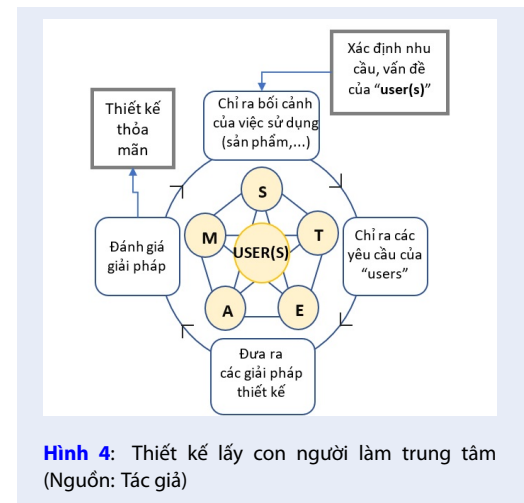 Xác định nhu
cầu, vấn đề
của “user(s)”
Thiết kế
thỏa
mãn
Chỉ ra bối cảnh
của việc sử dụng
(sản phẩm,...)
S
M
T
USER(S)
A
E
Đánh giá
giải pháp
Chỉ ra các
yêu cầu của
“users”
Đưa ra
các giải pháp
thiết kế
Hình 4: Thiết kế lấy con người làm trung tâm
(Nguồn: Tác giả)